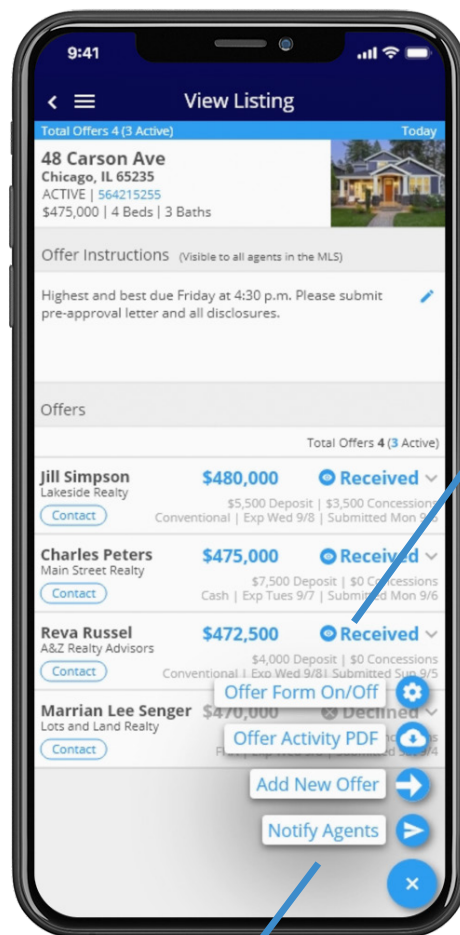 9:41
View Listing
Total Offers 4 (3 Active) Today
48 Carson Ave
Chicago, IL 65235
ACTIVE | 564215255
$475,000 | 4 Beds | 3 Baths
Offer Instructions (Visible to all agents in the MLS)
Highest and best due Friday at 4:30 p.m. Please submit
pre-approval letter and all disclosures.
Offers
Total Offers 4 (3 Active)
Jill Simpson $480,000 Received
Lakeside Realty
$5,500 Deposit | $3,500 Concessions
Contact Conventional | Exp Wed 9/8 | Submitted Mon
Charles Peters $475,000 Received
Main Street Realty
$7,500 Deposit | $0 Concessions
Contact Cash | Exp Tues 9/7 | Submitted Mon 9/6
Reva Russel $472,500 Received
A&Z Realty Advisors
$4,000 Deposit | $0 Concessions
Contact Conventional | Exp Wed 9/8| Submitted Sun 9/5
Offer Form On/Off
Marrian Lee Senger $470,000 Declined
Lots and Land Realty
Offer Activity PDF
Contact
Add New Offer
Notify Agents